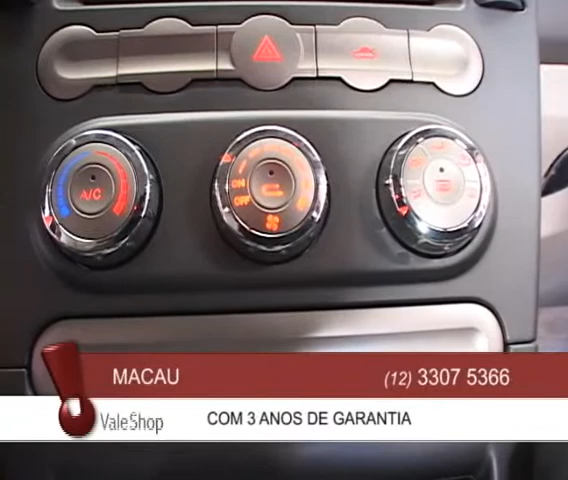 A/C
ON
OFF
MACAU
(12) 3307 5366
ValeShop
COM 3 ANOS DE GARANTIA